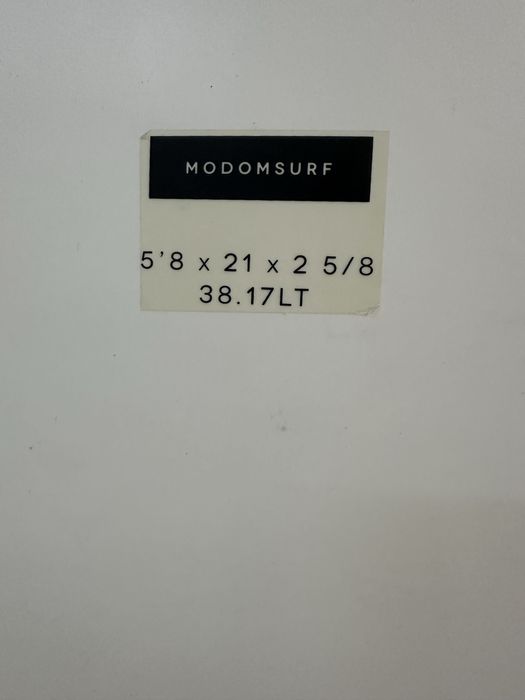 MODOMSURF
5'8 x 21 x 2 5/8
38.17LT